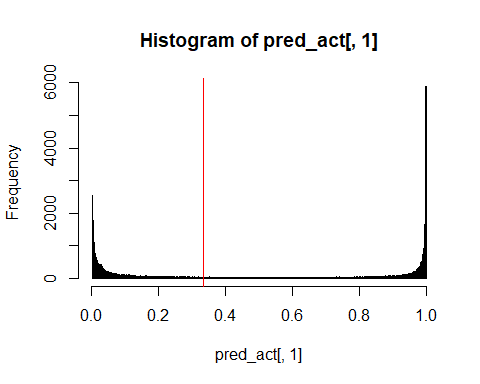 Histogram of pred_act[, 1]
Frequency
6000
4000
2000
0
0.0 0.2 0.4 0.6 0.8 1.0
pred_act[, 1]